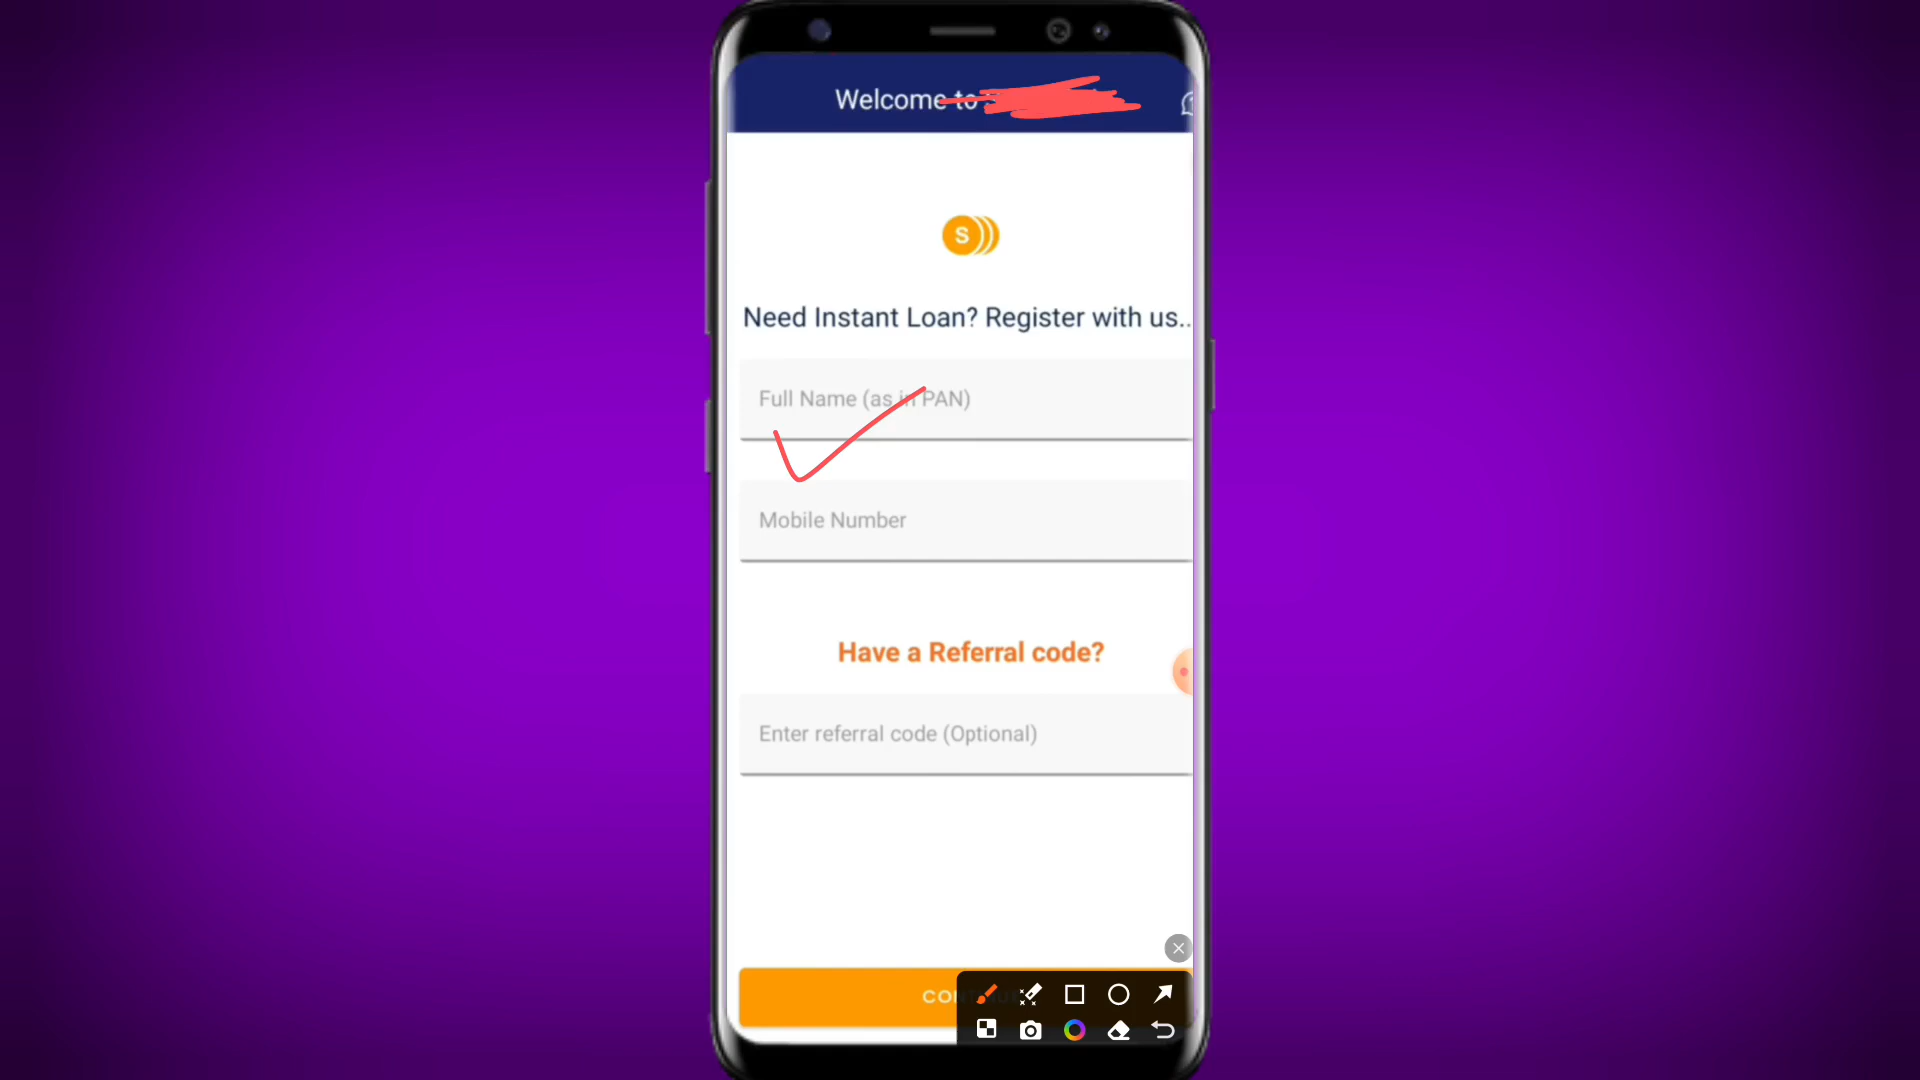 Welcome to
S
Need Instant Loan? Register with us..
Full Name (as in PAN)
Mobile Number
Have a Referral code?
Enter referral code (Optional)